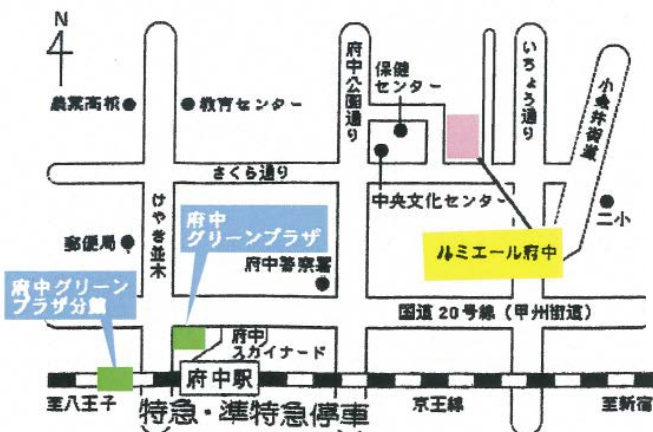 N
農業高校
教育センター
府中公園通り
保健
センター
いちょう通り
小金井街道
さくら通り
中央文化センター
二小
けやき並木
郵便局
府中
グリーンプラザ
府中警察署
ルミエール府中
府中グリーン
プラザ分館
国道20号線(甲州街道)
府中
スカイナード
府中駅
至八王子
特急・準特急停車
京王線
至新宿